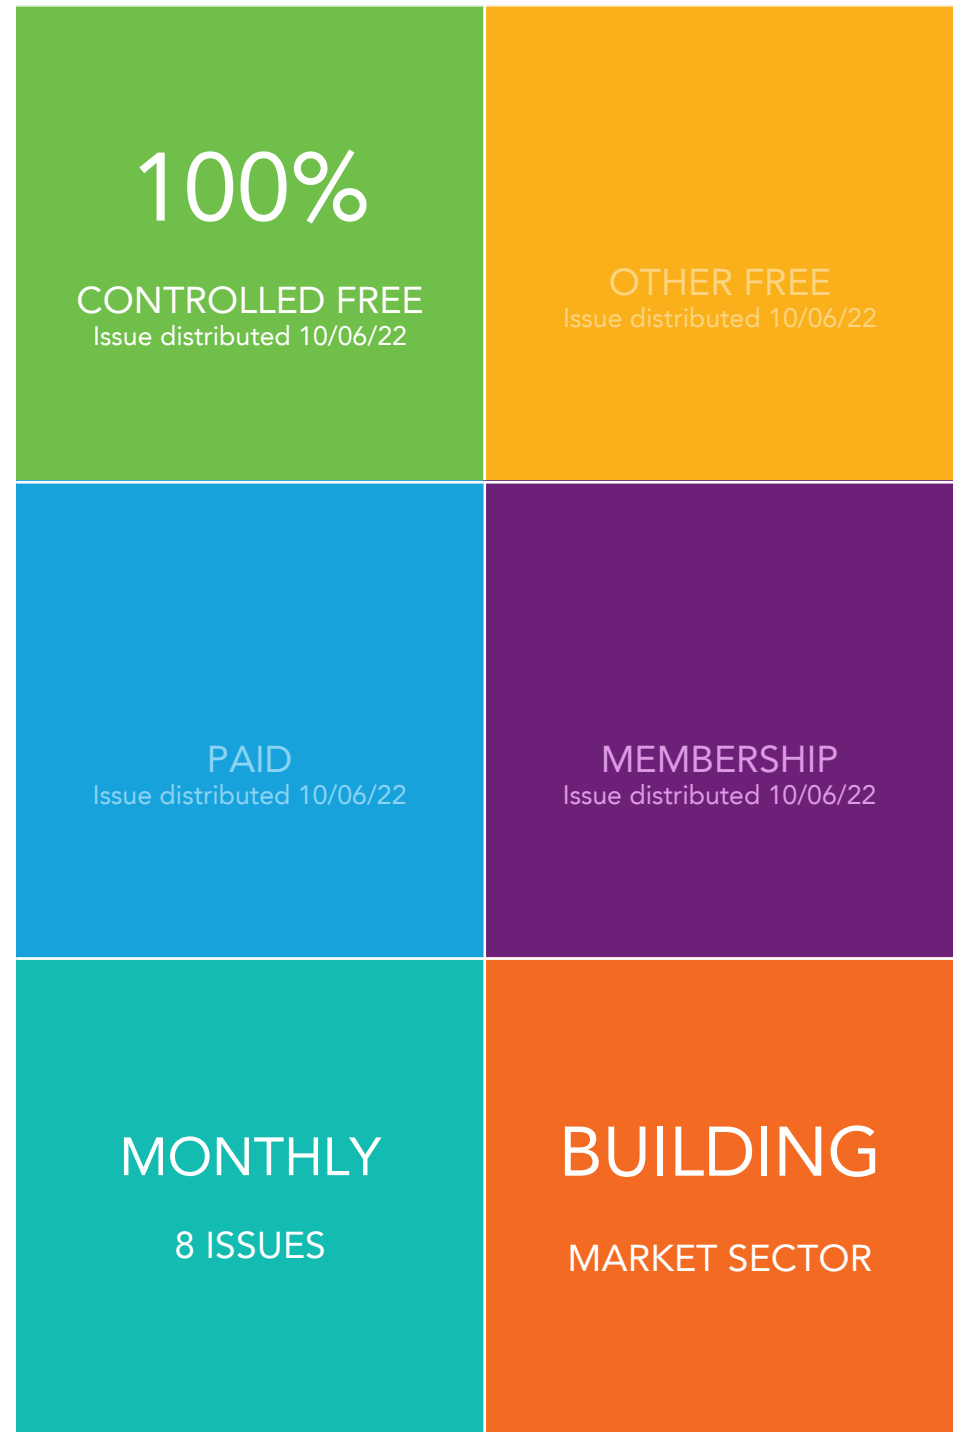 100%
CONTROLLED FREE
Issue distributed 10/06/22
OTHER FREE
Issue distributed 10/06/22
PAID
Issue distributed 10/06/22
MEMBERSHIP
Issue distributed 10/06/22
MONTHLY
8 ISSUES
BUILDING
MARKET SECTOR